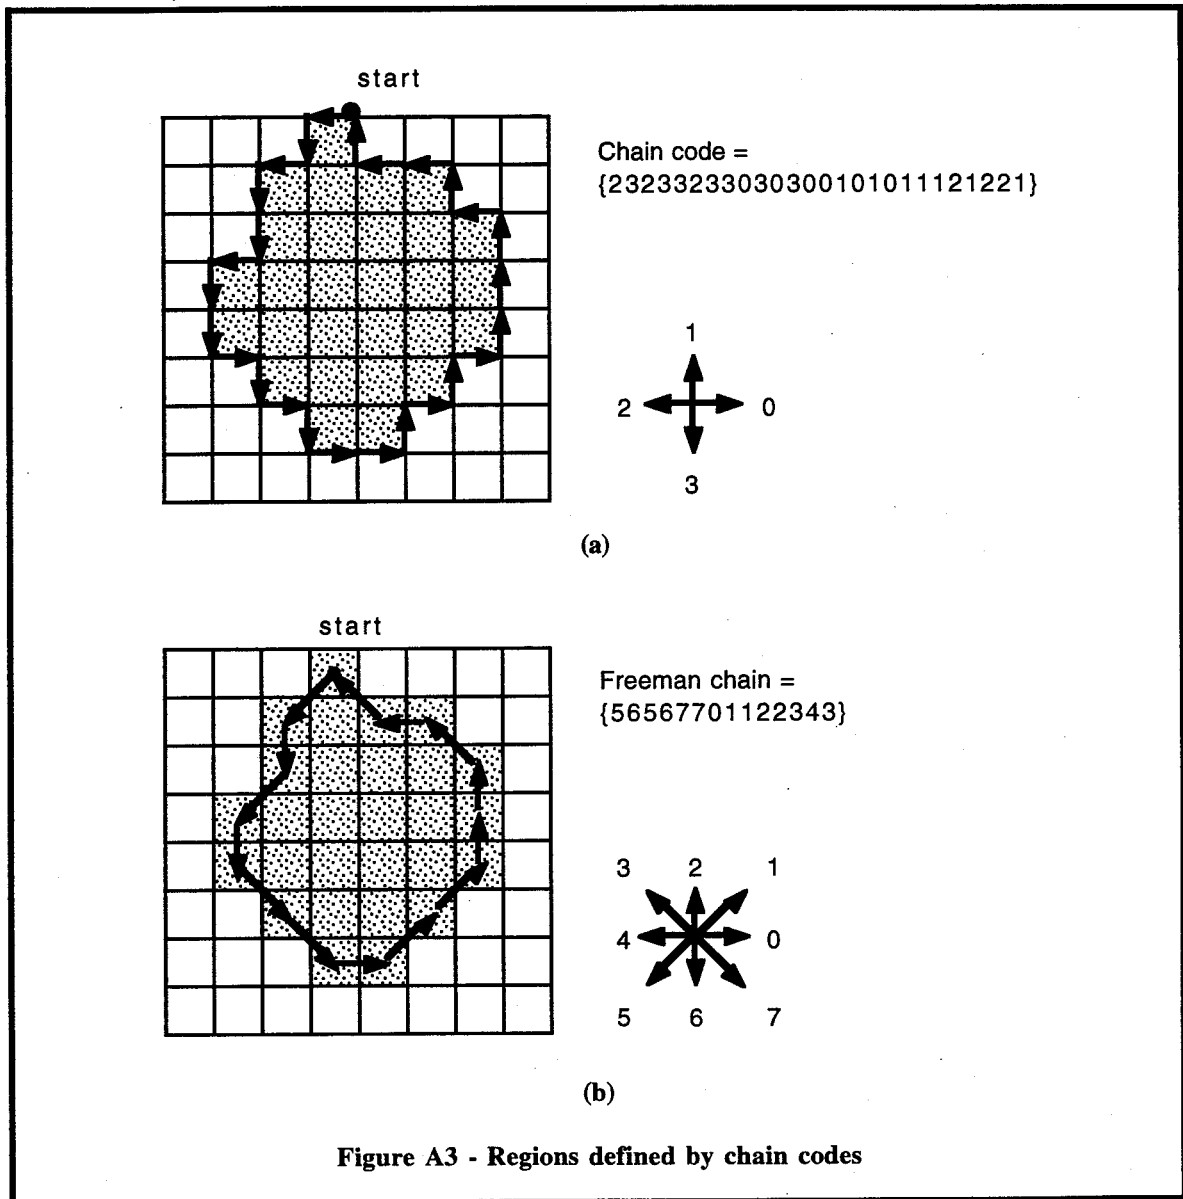 start
Chain code =
{23233233030300101011121221}
1
2 0
3
(a)
start
Freeman chain =
{56567701122343}
3 2 1
4 0
5 6 7
(b)
Figure A3 - Regions defined by chain codes